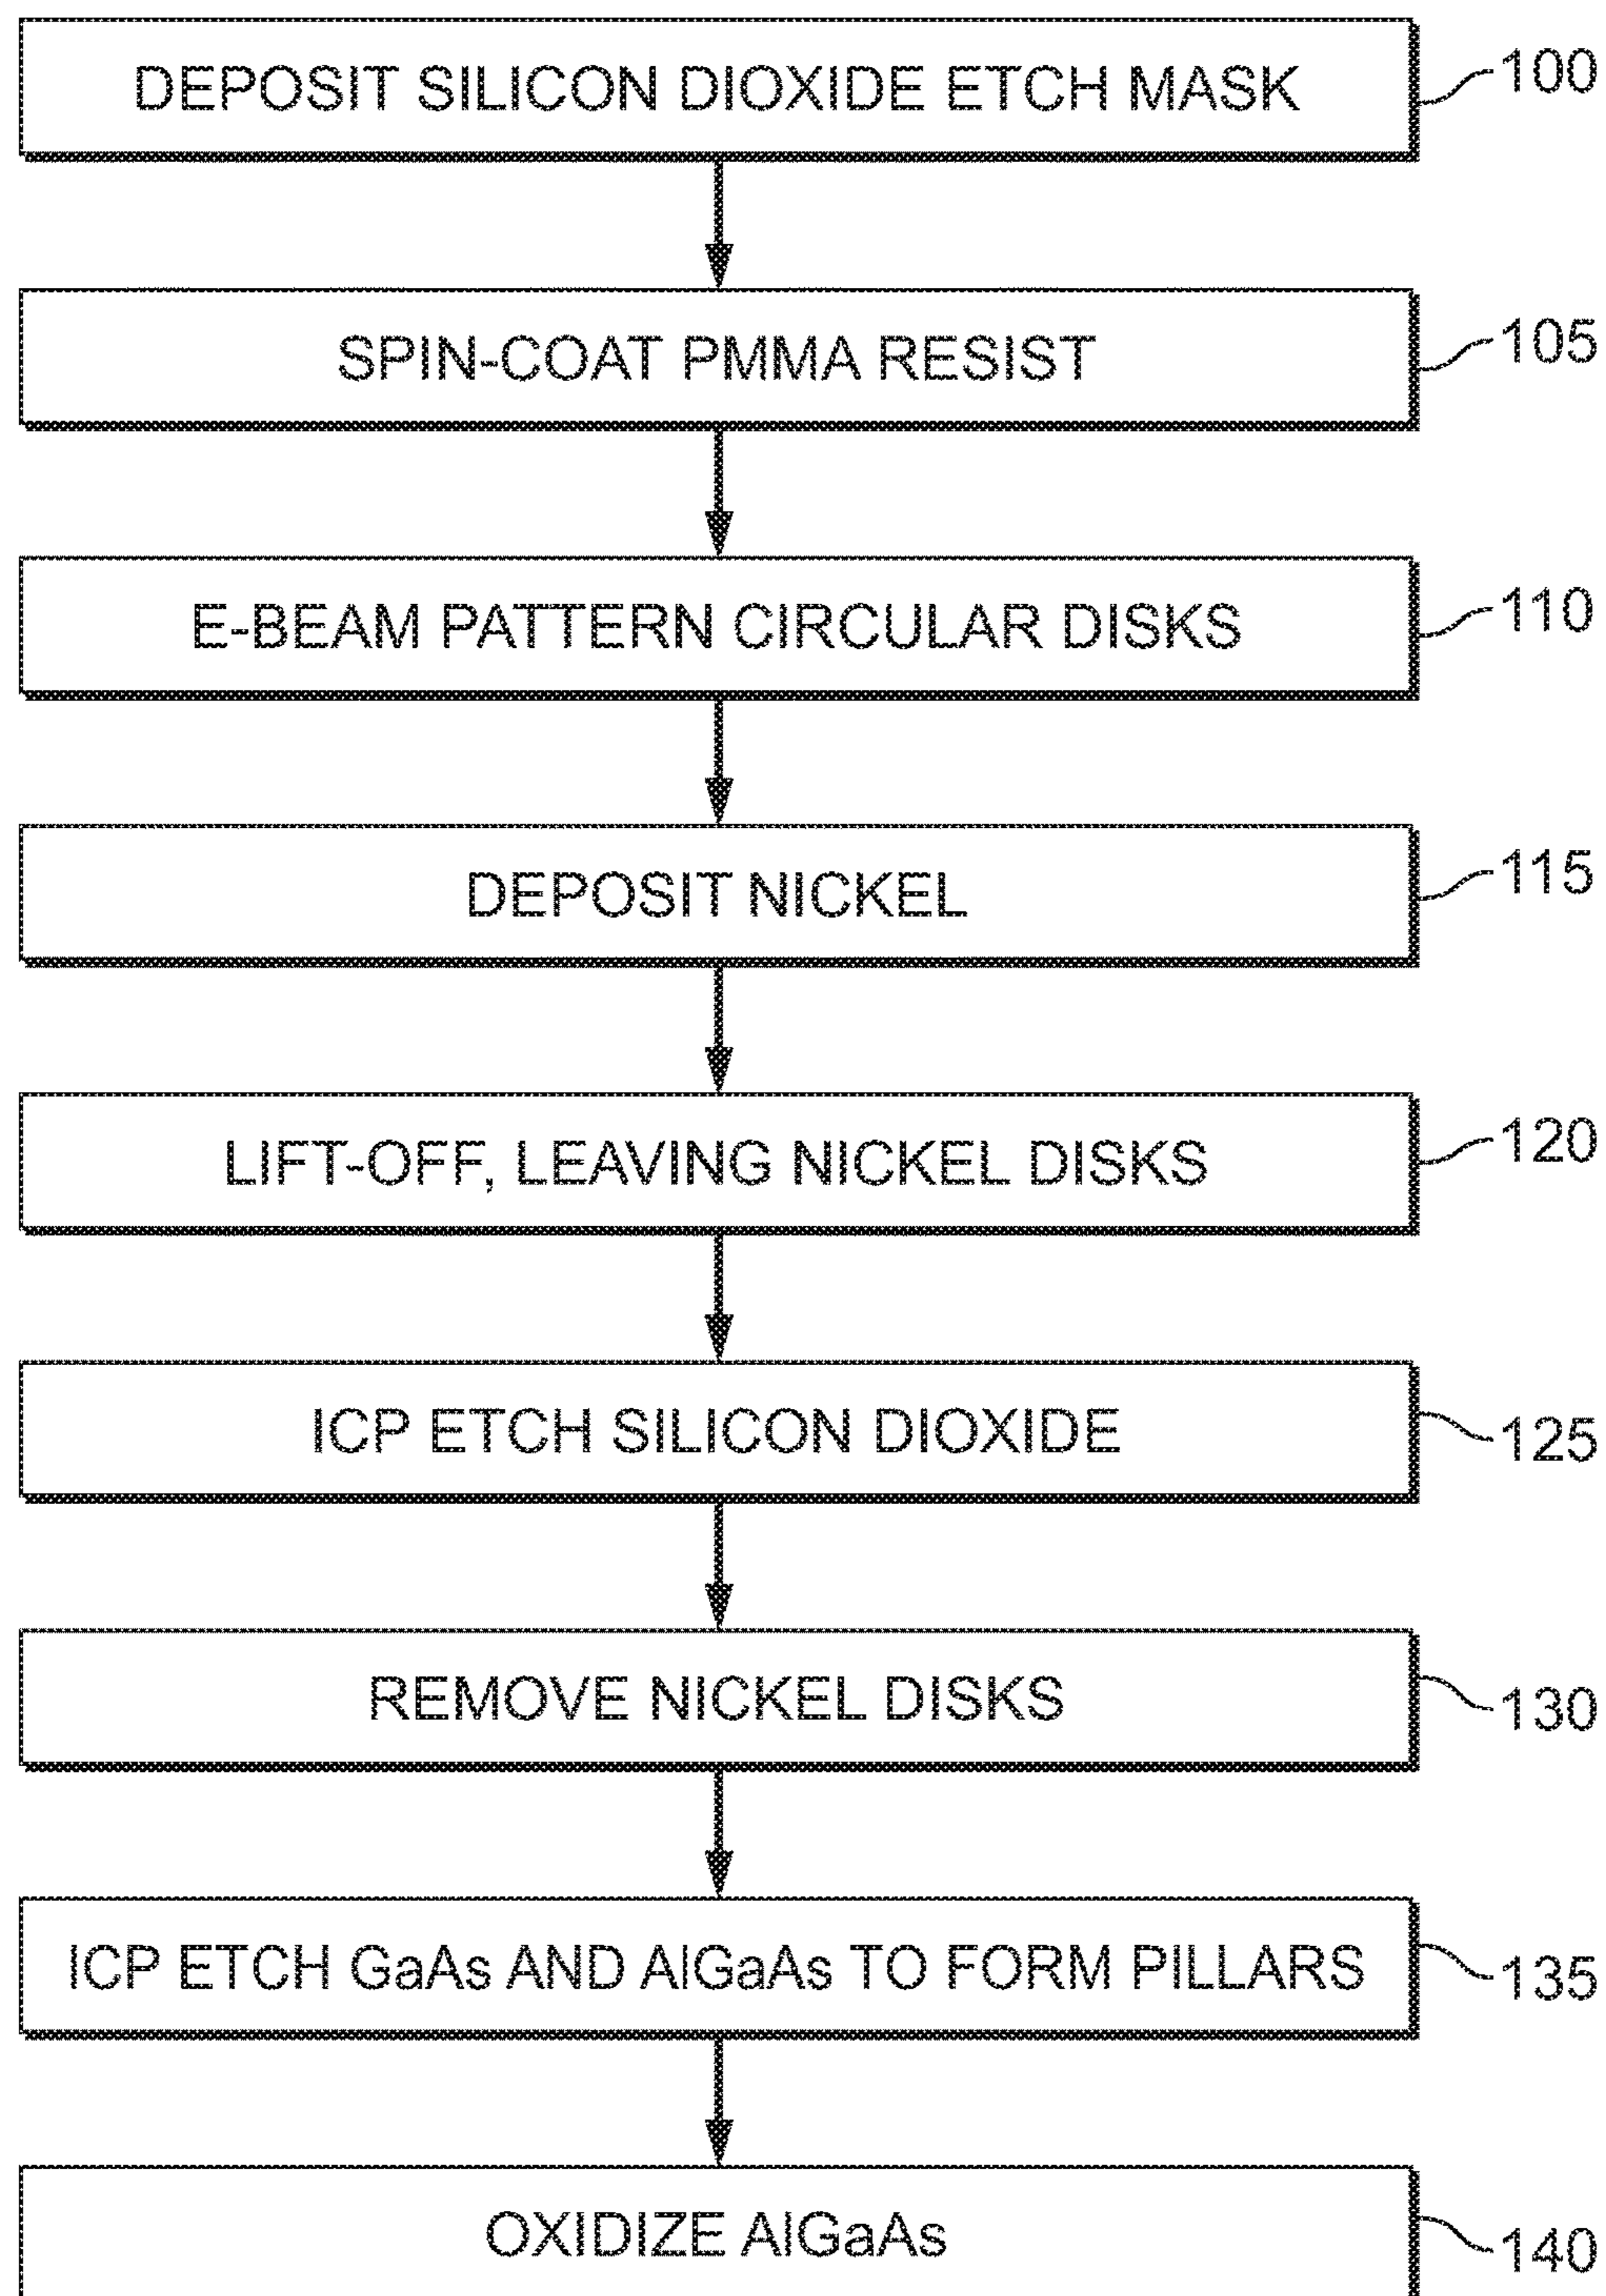 DEPOSIT SILICON DIOXIDE ETCH MASK
100
SPIN-COAT PMMA RESIST
105
E-BEAM PATTERN CIRCULAR DISKS
110
DEPOSIT NICKEL
115
LIFT-OFF, LEAVING NICKEL DISKS
120
ICP ETCH SILICON DIOXIDE
125
REMOVE NICKEL DISKS
130
ICP ETCH GaAs AND AlGaAs TO FORM PILLARS
135
OXIDIZE AlGaAs
140